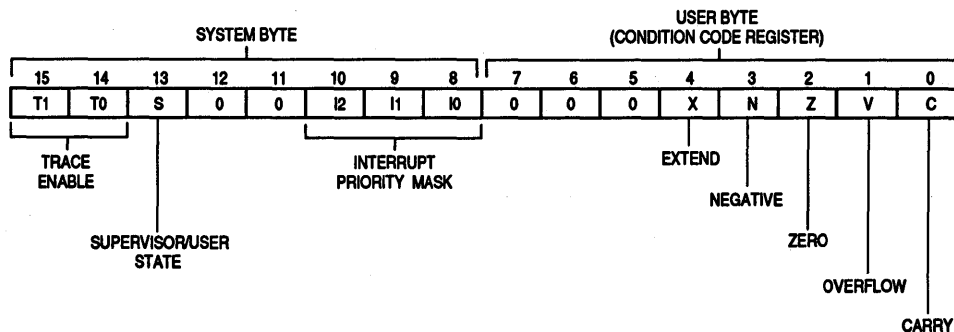 SYSTEM BYTE
USER BYTE
(CONDITION CODE REGISTER)
15 14 13 12 11 10 9 8 7 6 5 4 3 2 1 0
T1 T0 S 0 0 I2 I1 I0 0 0 0 X N Z V C
TRACE
ENABLE
INTERRUPT
PRIORITY MASK
EXTEND
NEGATIVE
SUPERVISOR/USER
STATE
ZERO
OVERFLOW
CARRY